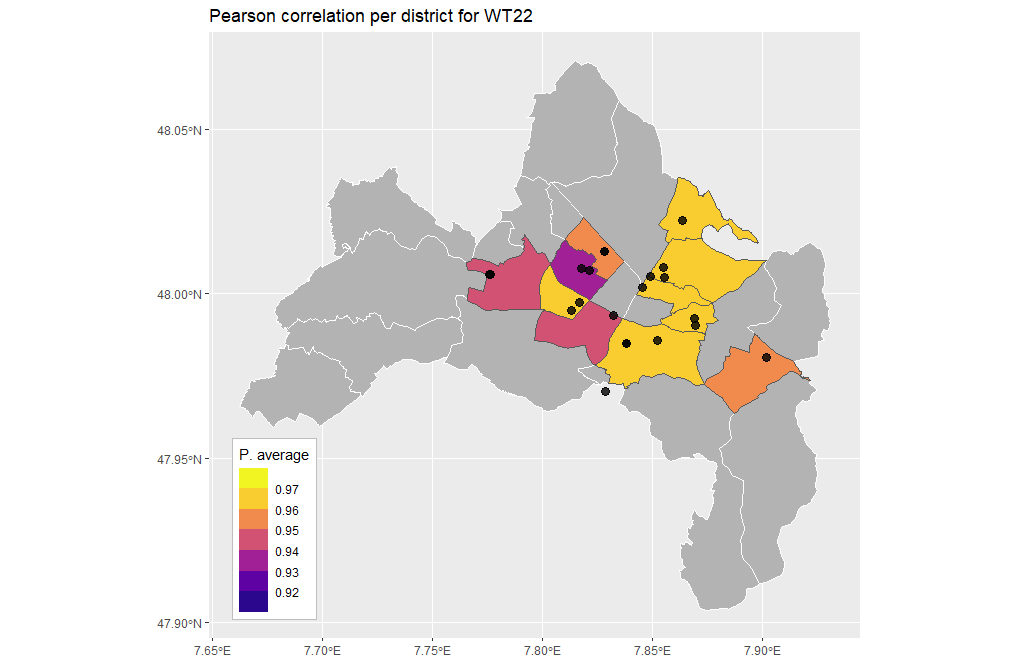 Pearson correlation per district for WT22
48.05°N
48.00°N
47.95°N
47.90°N
P. average
0.97
0.96
0.95
0.94
0.93
0.92
7.65°E 7.70°E 7.75°E 7.80°E 7.85°E 7.90°E